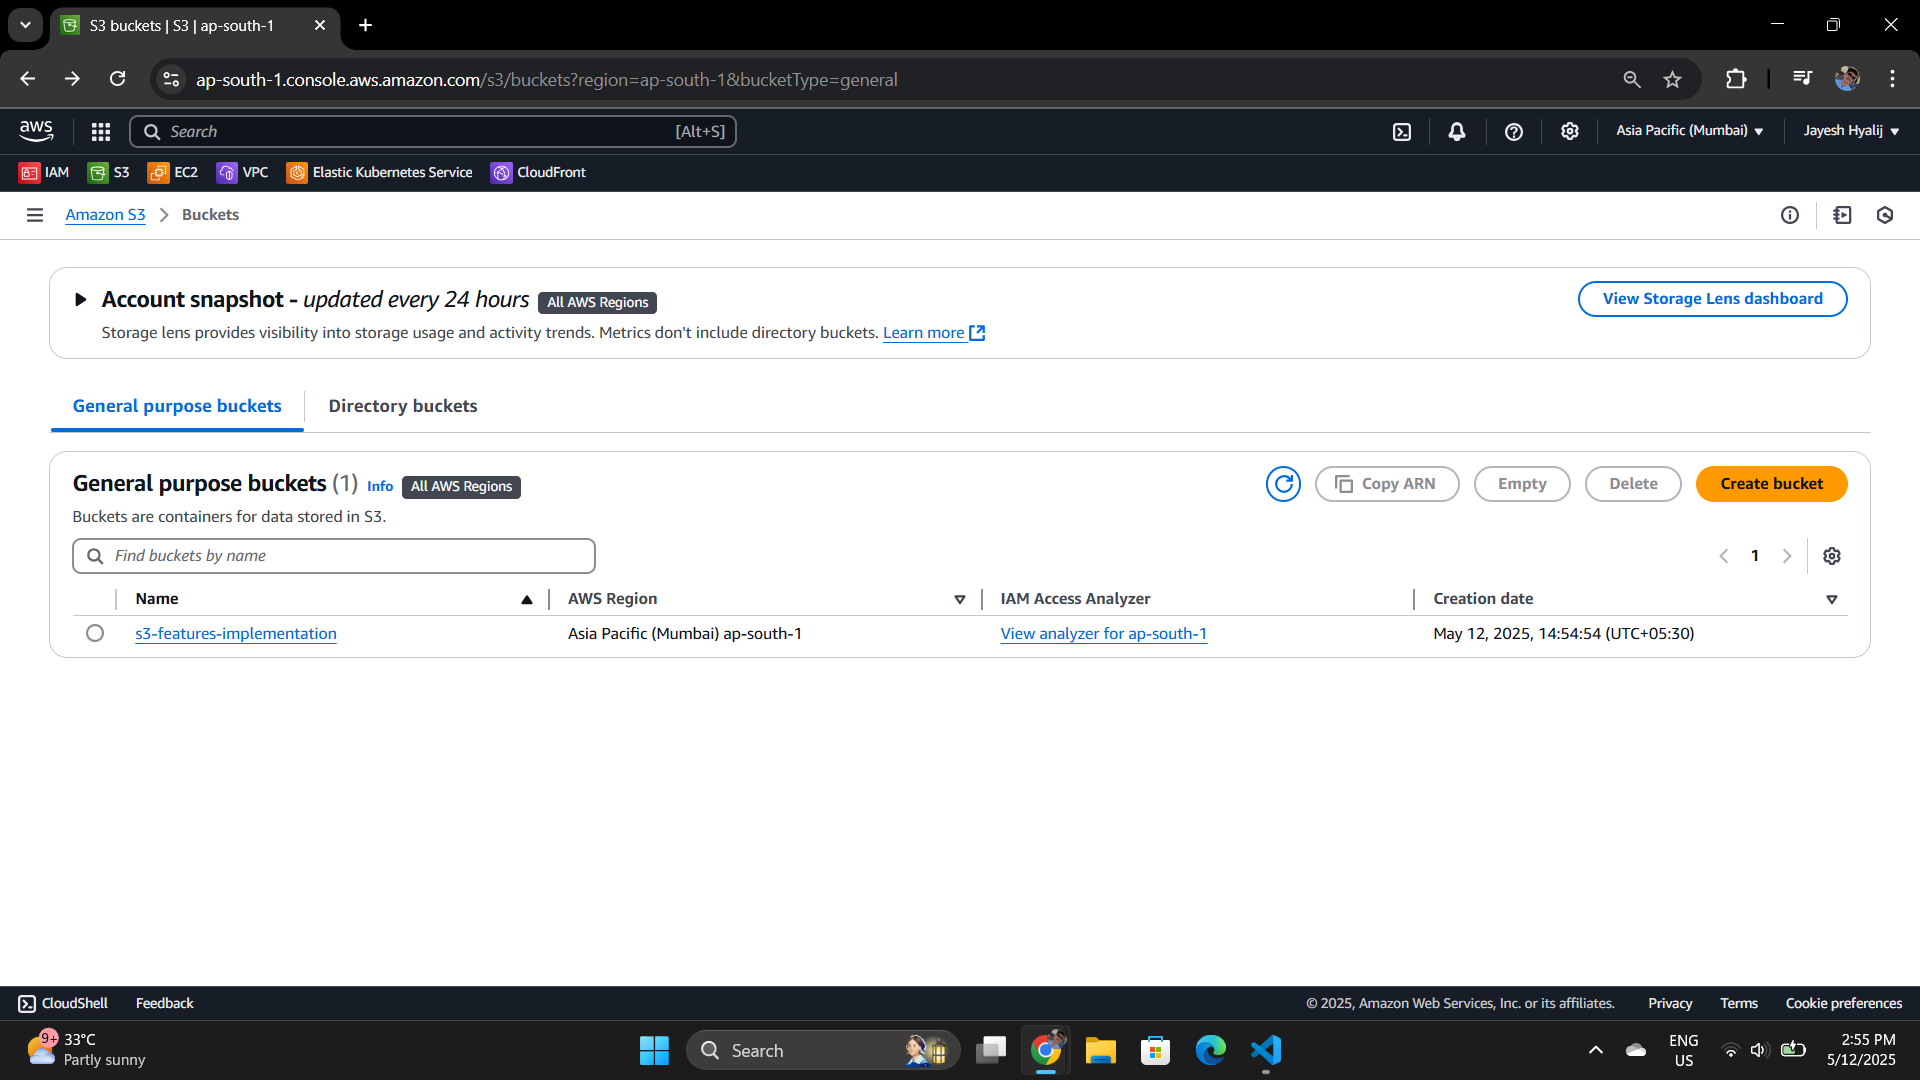 S3 buckets | S3 | ap-south-1
ap-south-1.console.aws.amazon.com/s3/buckets?region=ap-south-1&bucketType=general
aws
Search [Alt+S]
Asia Pacific (Mumbai)
Jayesh Hyalij
IAM S3 EC2 VPC Elastic Kubernetes Service CloudFront
Amazon S3 > Buckets
Account snapshot - updated every 24 hours All AWS Regions
View Storage Lens dashboard
Storage lens provides visibility into storage usage and activity trends. Metrics don't include directory buckets. Learn more
General purpose buckets Directory buckets
General purpose buckets (1) Info All AWS Regions
Copy ARN Empty Delete Create bucket
Buckets are containers for data stored in S3.
Find buckets by name
1
Name AWS Region IAM Access Analyzer Creation date
s3-features-implementation Asia Pacific (Mumbai) ap-south-1 View analyzer for ap-south-1 May 12, 2025, 14:54:54 (UTC+05:30)
CloudShell Feedback © 2025, Amazon Web Services, Inc. or its affiliates. Privacy Terms Cookie preferences
9+
33°C
Partly sunny
Search
ENG
US
2:55 PM
5/12/2025